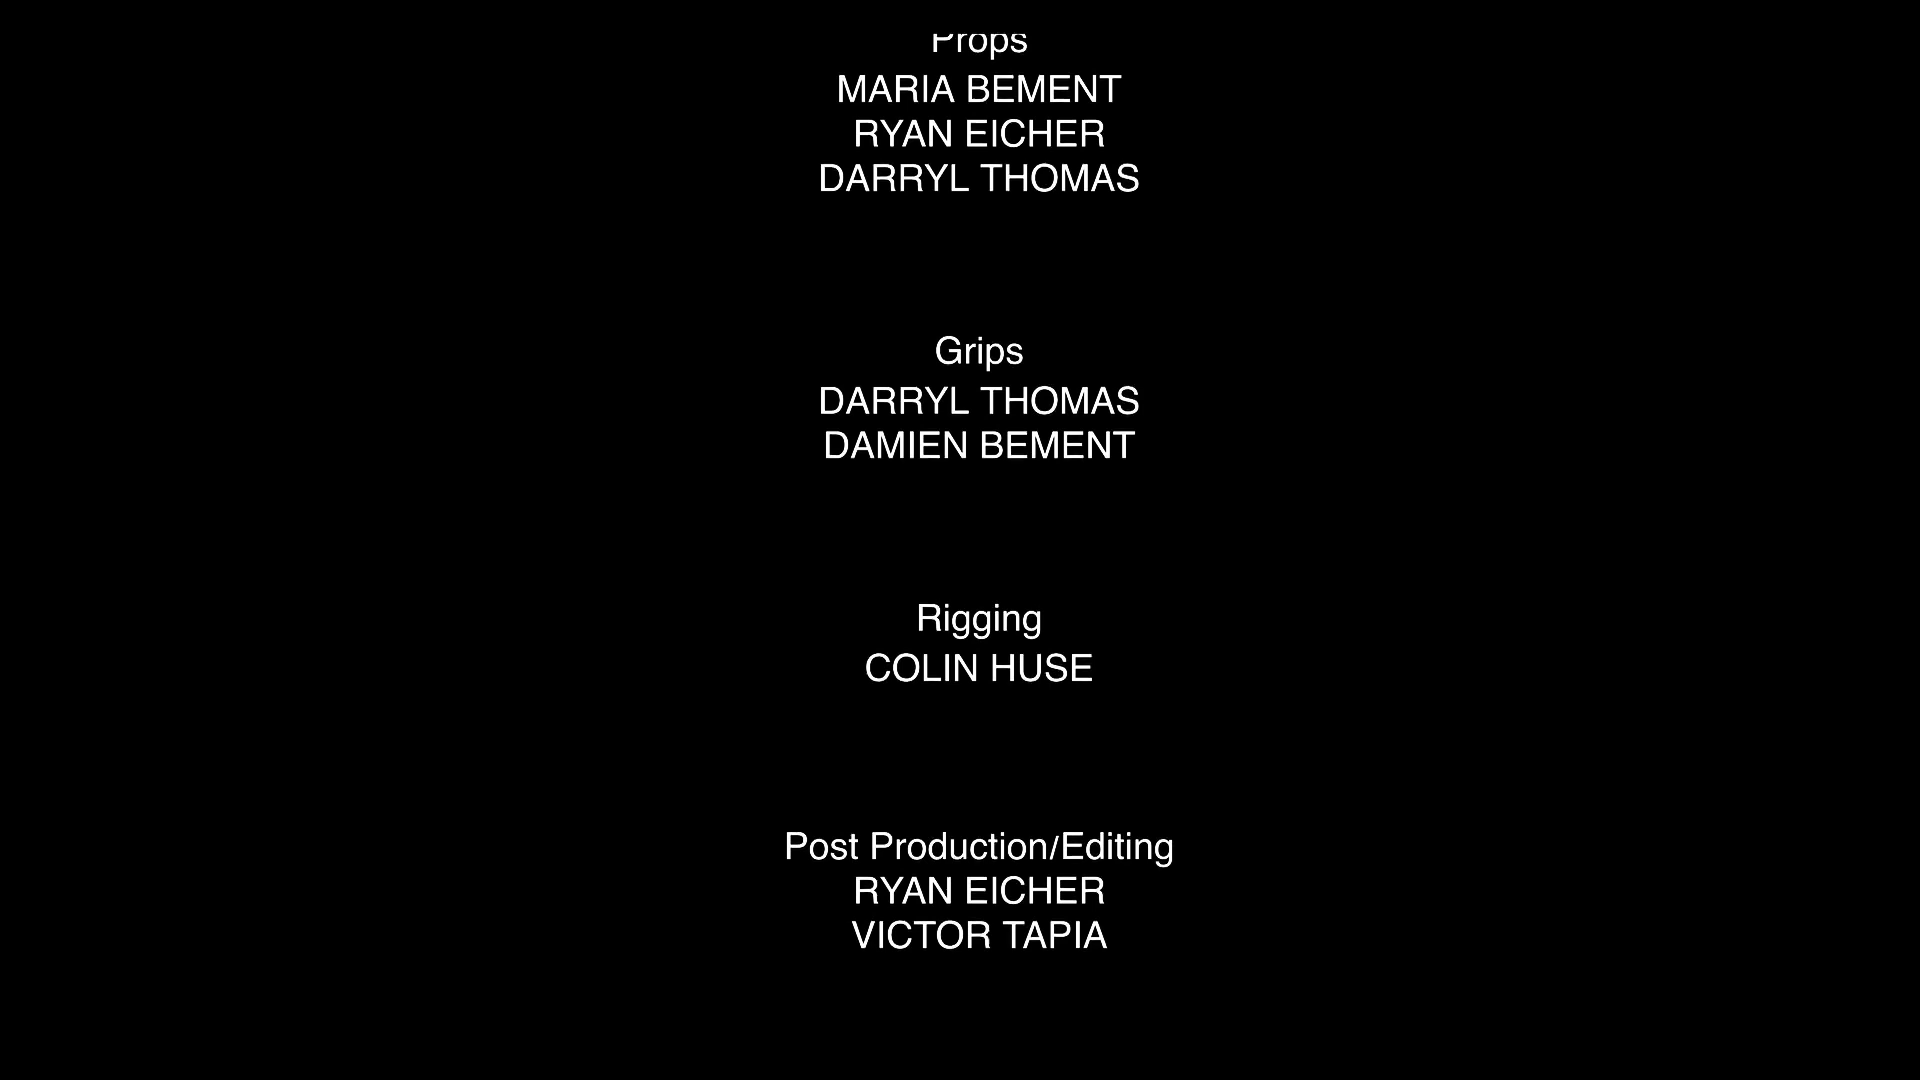 Props
MARIA BEMENT
RYAN EICHER
DARRYL THOMAS
Grips
DARRYL THOMAS
DAMIEN BEMENT
Rigging
COLIN HUSE
Post Production/Editing
RYAN EICHER
VICTOR TAPIA